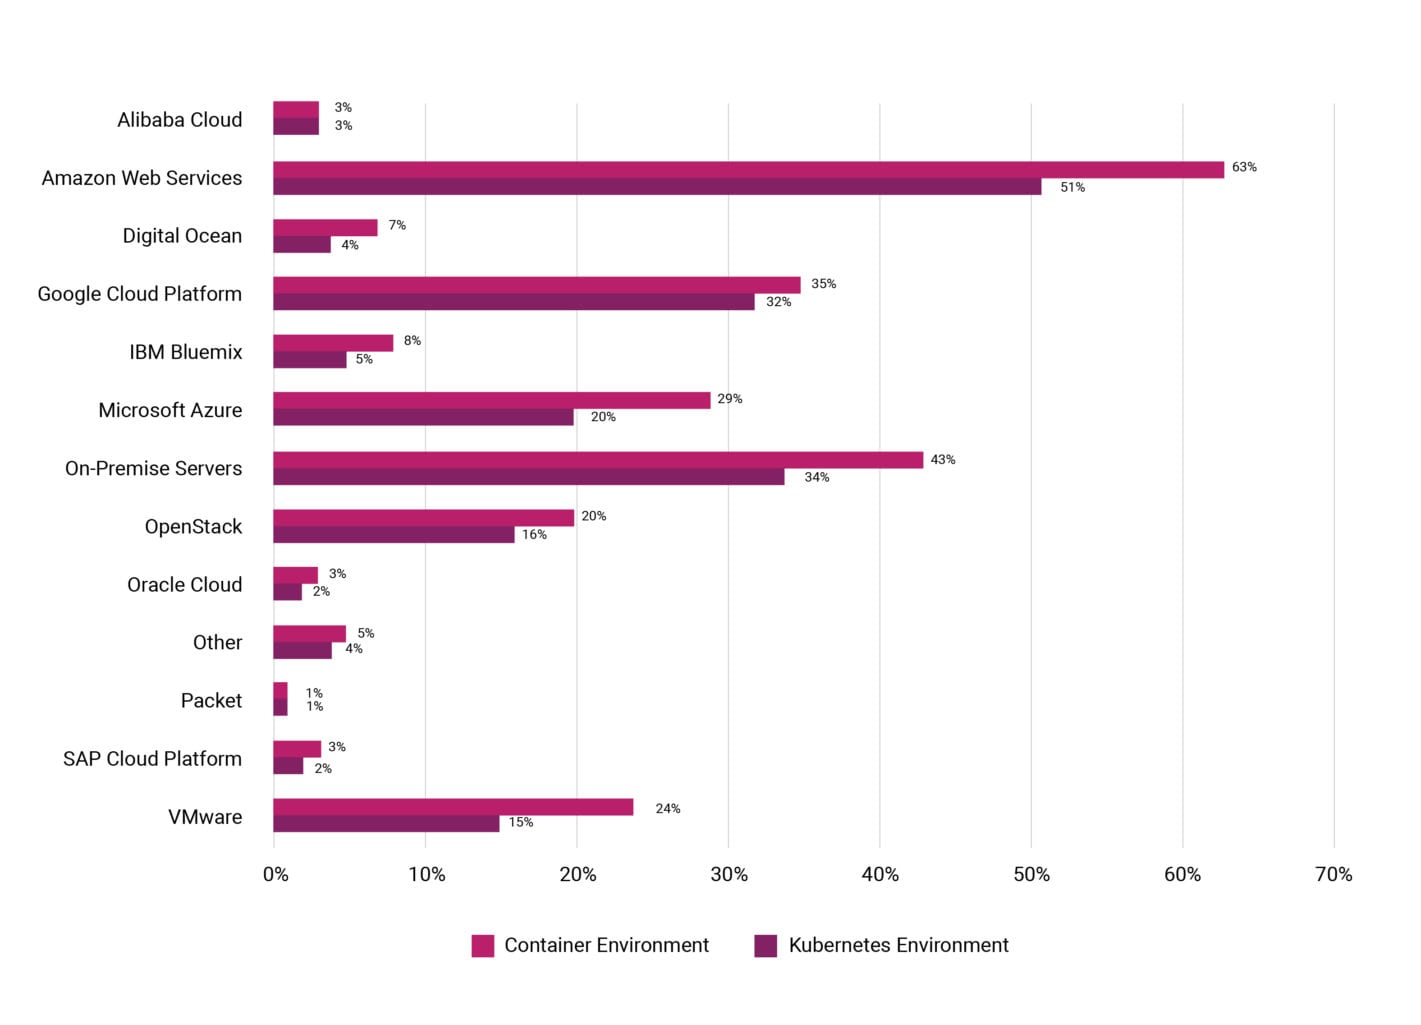 Alibaba Cloud
3%
3%
Amazon Web Services
63%
51%
Digital Ocean
7%
4%
Google Cloud Platform
35%
32%
IBM Bluemix
8%
5%
Microsoft Azure
29%
20%
On-Premise Servers
43%
34%
OpenStack
20%
16%
Oracle Cloud
3%
2%
Other
5%
4%
Packet
1%
1%
SAP Cloud Platform
3%
2%
VMware
24%
15%
0% 10% 20% 30% 40% 50% 60% 70%
Container Environment Kubernetes Environment